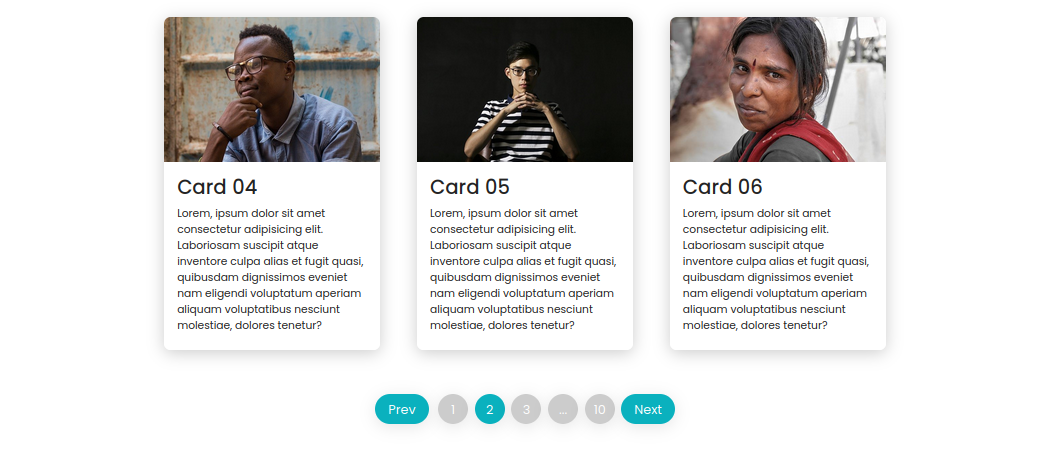 Card 04
Lorem, ipsum dolor sit amet
consectetur adipisicing elit.
Laboriosam suscipit atque
inventore culpa alias et fugit quasi,
quibusdam dignissimos eveniet
nam eligendi voluptatum aperiam
aliquam voluptatibus nesciunt
molestiae, dolores tenetur?
Card 05
Lorem, ipsum dolor sit amet
consectetur adipisicing elit.
Laboriosam suscipit atque
inventore culpa alias et fugit quasi,
quibusdam dignissimos eveniet
nam eligendi voluptatum aperiam
aliquam voluptatibus nesciunt
molestiae, dolores tenetur?
Card 06
Lorem, ipsum dolor sit amet
consectetur adipisicing elit.
Laboriosam suscipit atque
inventore culpa alias et fugit quasi,
quibusdam dignissimos eveniet
nam eligendi voluptatum aperiam
aliquam voluptatibus nesciunt
molestiae, dolores tenetur?
Prev 1 2 3 ... 10 Next